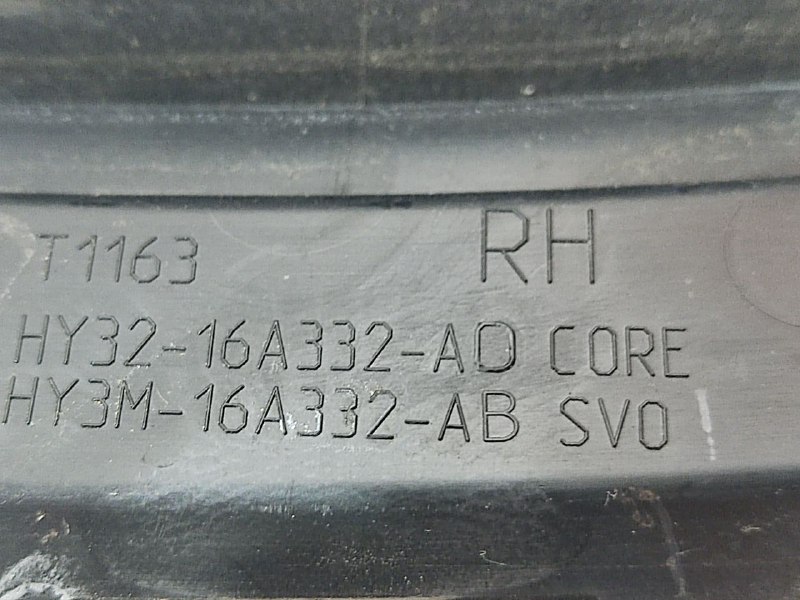 T1163 RH
HY32-16A332-AD CORE
HY3M-16A332-AB SVO